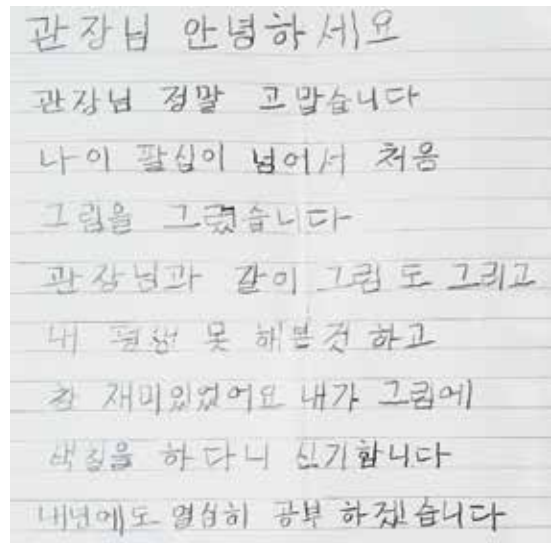 관장님 안녕하세요
관장님 정말 고맙습니다
나이 팔십이 넘어서 처음
그림을 그렸습니다
관장님과 같이 그림도 그리고
내 평생 못 해본것 하고
참 재미있었어요 내가 그림에
색칠을 하다니 신기합니다
내년에도 열심히 공부 하겠습니다